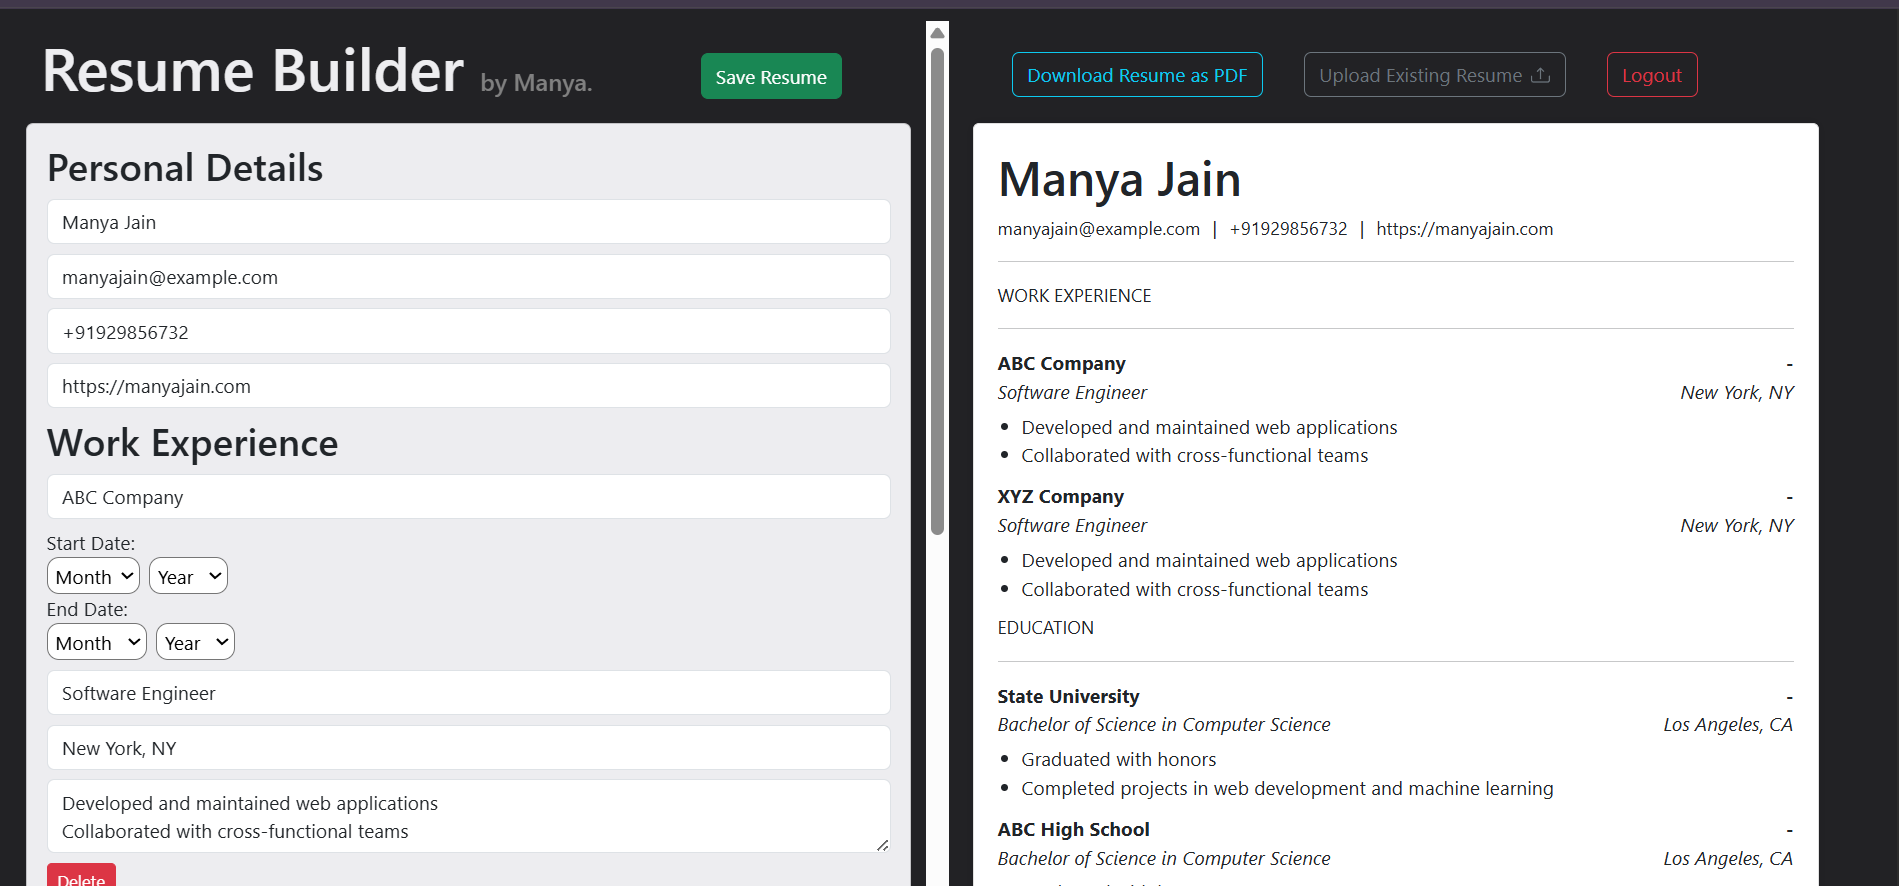 Resume Builder by Manya.
Save Resume
Personal Details
Manya Jain
manyajain@example.com
+91929856732
https://manyajain.com
Work Experience
ABC Company
Start Date:
Month Year
End Date:
Month Year
Software Engineer
New York, NY
Developed and maintained web applications
Collaborated with cross-functional teams
Delete
Download Resume as PDF
Upload Existing Resume
Logout
Manya Jain
manyajain@example.com | +91929856732 | https://manyajain.com
WORK EXPERIENCE
ABC Company -
Software Engineer New York, NY
• Developed and maintained web applications
• Collaborated with cross-functional teams
XYZ Company -
Software Engineer New York, NY
• Developed and maintained web applications
• Collaborated with cross-functional teams
EDUCATION
State University -
Bachelor of Science in Computer Science Los Angeles, CA
• Graduated with honors
• Completed projects in web development and machine learning
ABC High School -
Bachelor of Science in Computer Science Los Angeles, CA